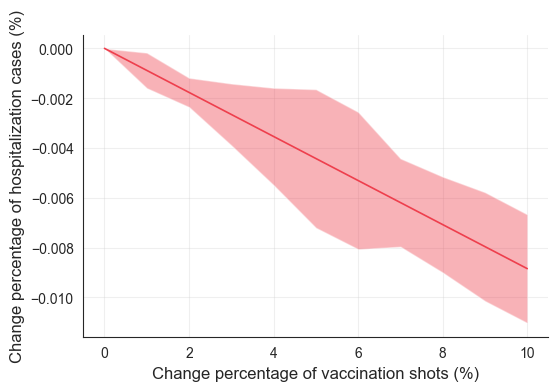 Change percentage of hospitalization cases (%)
0.000
−0.002
−0.004
−0.006
−0.008
−0.010
0 2 4 6 8 10
Change percentage of vaccination shots (%)